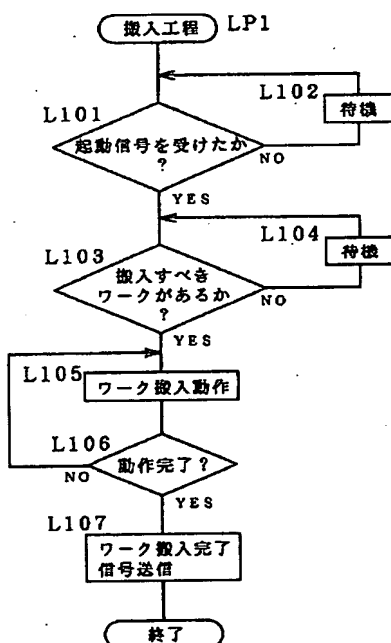 搬入工程 LP1
L101
L102
待機
起動信号を受けたか
?
NO
YES
L103
L104
待機
搬入すべき
ワークがあるか
?
NO
YES
L105
ワーク搬入動作
L106
動作完了?
NO
YES
L107
ワーク搬入完了
信号送信
終了